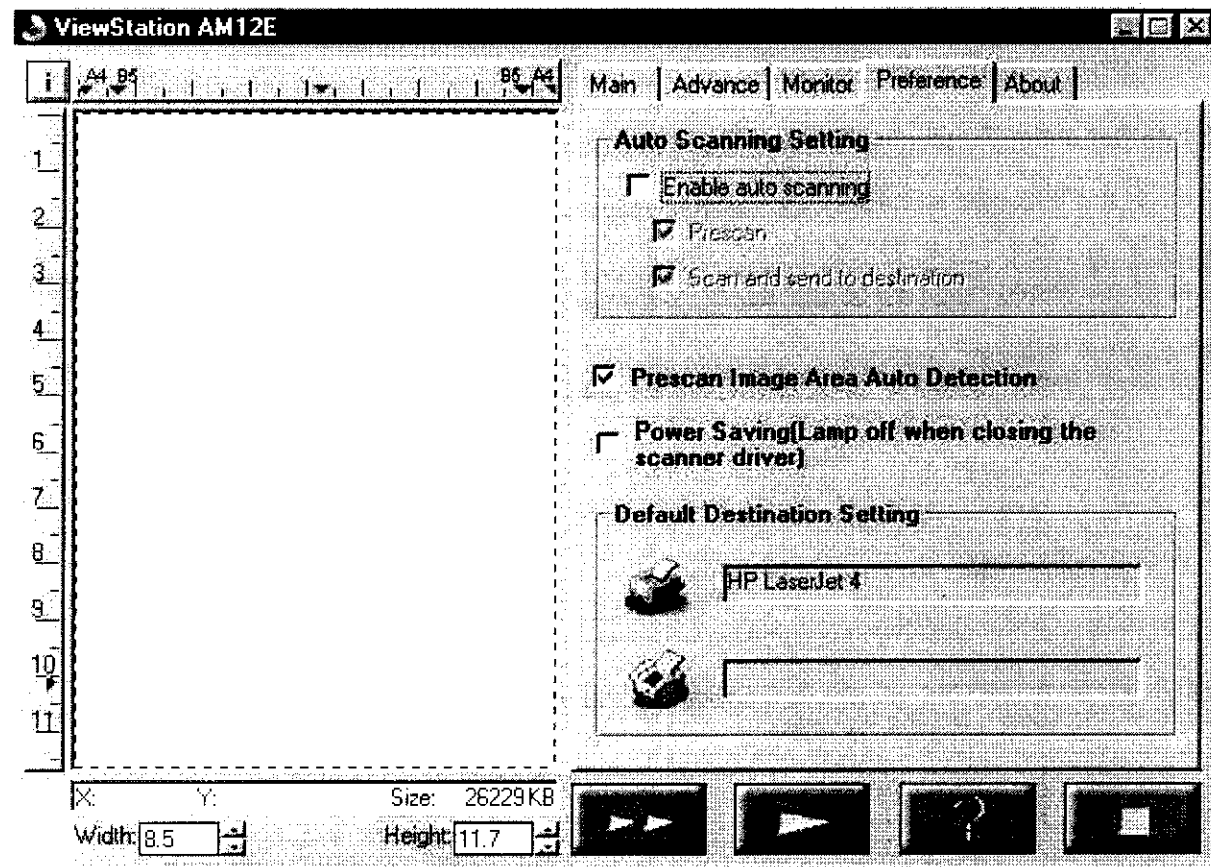 ViewStation AM12E
i
A4 B5 B5 A4
Main Advance Monitor Preference About
1
2
3
4
5
6
7
8
9
10
11
Auto Scanning Setting
Enable auto scanning
Prescan
Scan and send to destination
Prescan Image Area Auto Detection
Power Saving(Lamp off when closing the
scanner driver)
Default Destination Setting
HP LaserJet 4
X: Y: Size: 26229KB
Width: 8.5 Height: 11.7
?